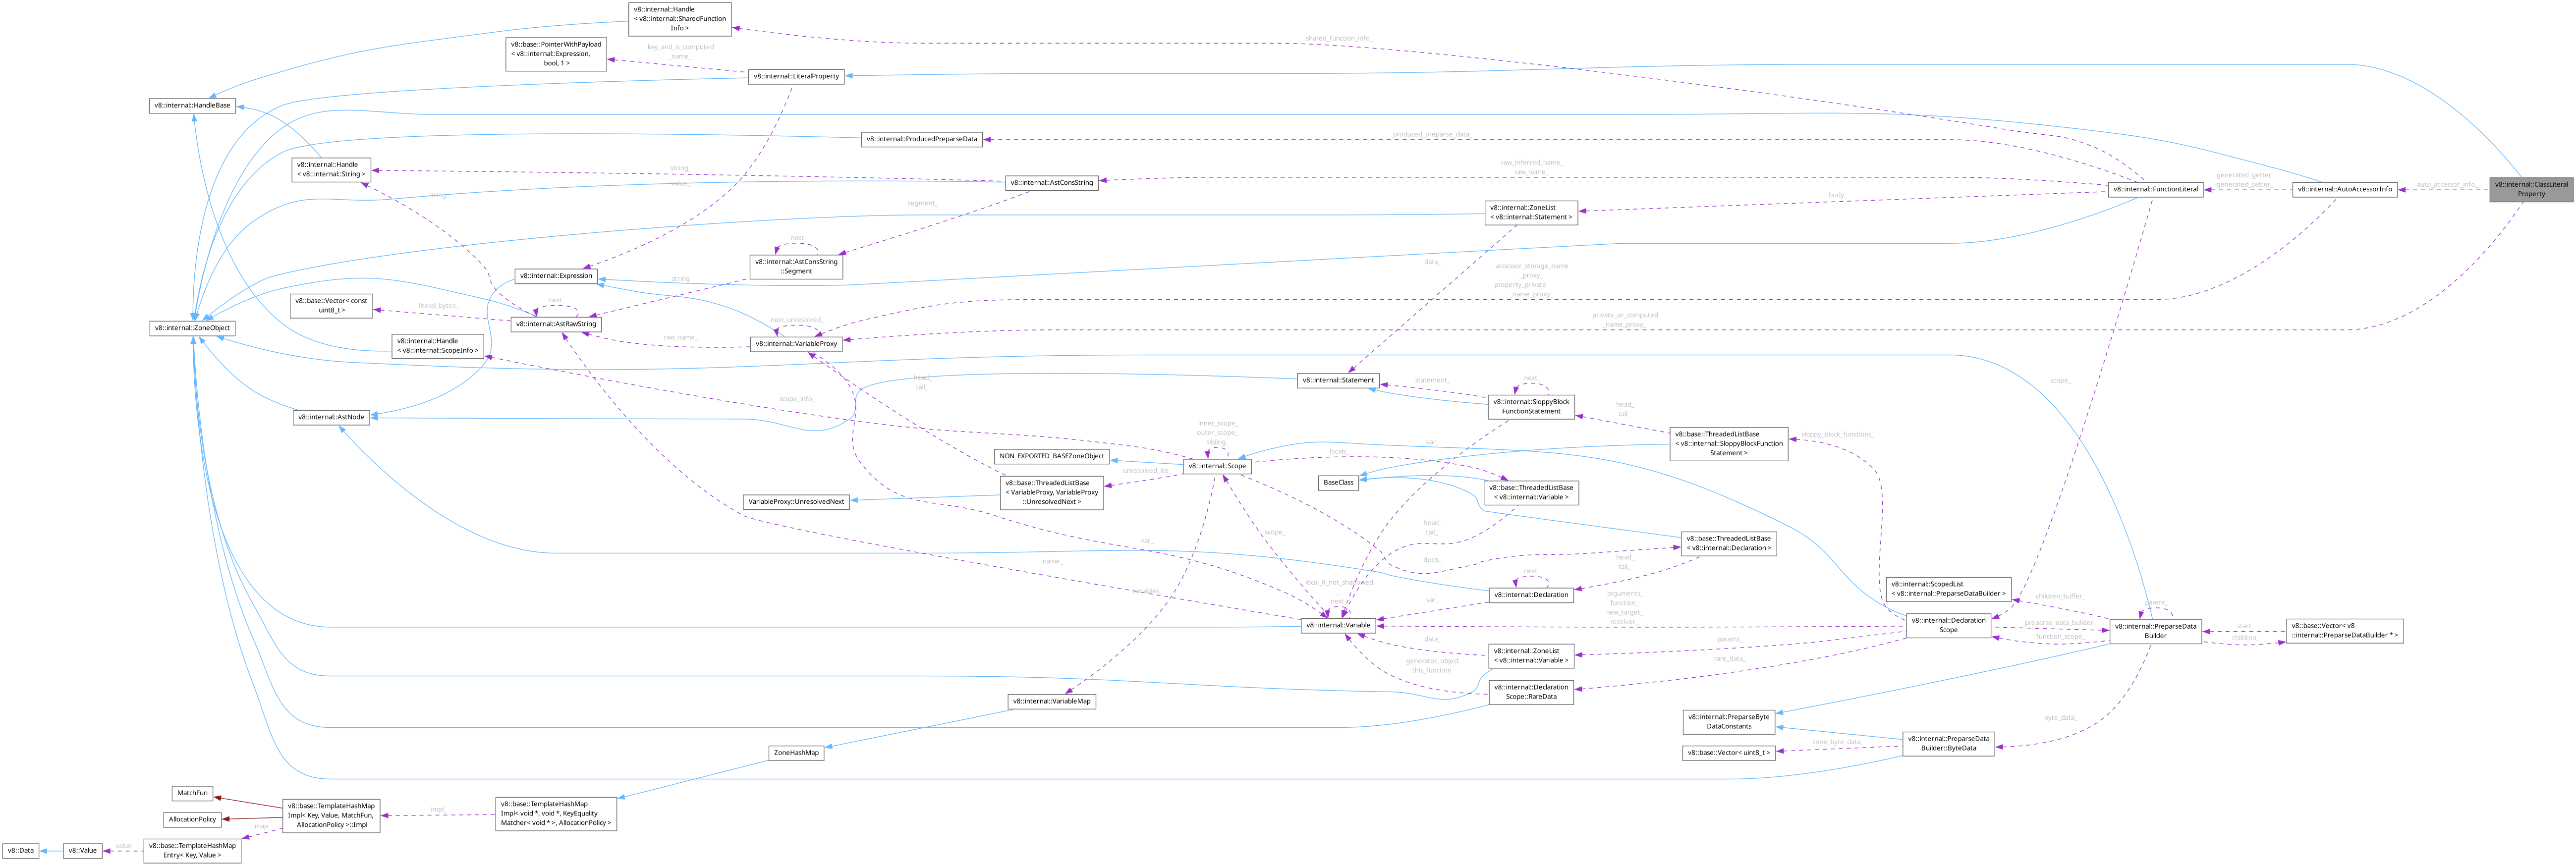 v8::internal::Handle
< v8::internal::SharedFunction
Info >
v8::base::PointerWithPayload
< v8::internal::Expression,
bool, 1 >
key_and_is_computed
_name_
shared_function_info_
v8::internal::LiteralProperty
v8::internal::HandleBase
v8::internal::ProducedPreparseData
produced_preparse_data_
v8::internal::Handle
< v8::internal::String >
string_
value_
v8::internal::AstConsString
raw_inferred_name_
raw_name_
v8::internal::FunctionLiteral
generated_getter_
generated_setter_
v8::internal::AutoAccessorInfo
auto_accessor_info_
v8::internal::ClassLiteral
Property
string_
segment_
body_
v8::internal::ZoneList
< v8::internal::Statement >
next_
v8::internal::AstConsString
::Segment
v8::internal::Expression
string
data_
accessor_storage_name
_proxy_
property_private
_name_proxy_
v8::base::Vector< const
uint8_t >
literal_bytes_
next_
v8::internal::AstRawString
v8::internal::ZoneObject
next_unresolved_
private_or_computed
_name_proxy_
v8::internal::Handle
< v8::internal::ScopeInfo >
raw_name_
v8::internal::VariableProxy
head_
tail_
v8::internal::Statement
statement_
next_
scope_
v8::internal::SloppyBlock
FunctionStatement
scope_info_
v8::internal::AstNode
head_
tail_
inner_scope_
outer_scope_
sibling_
var_
v8::base::ThreadedListBase
< v8::internal::SloppyBlockFunction
Statement >
sloppy_block_functions_
NON_EXPORTED_BASEZoneObject
v8::internal::Scope
locals_
unresolved_list_
BaseClass
v8::base::ThreadedListBase
< v8::internal::Variable >
VariableProxy::UnresolvedNext
v8::base::ThreadedListBase
< VariableProxy, VariableProxy
::UnresolvedNext >
var_
scope_
head_
tail_
v8::base::ThreadedListBase
< v8::internal::Declaration >
name_
decls_
head_
tail_
next_
variables_
local_if_not_shadowed
_
next_
v8::internal::Declaration
var_
arguments_
function_
new_target_
receiver_
v8::internal::ScopedList
< v8::internal::PreparseDataBuilder >
children_buffer_
parent_
v8::internal::Variable
v8::internal::Declaration
Scope
preparse_data_builder_
function_scope_
v8::internal::PreparseData
Builder
start_
children_
v8::base::Vector< v8
::internal::PreparseDataBuilder * >
data_
params_
v8::internal::ZoneList
< v8::internal::Variable >
generator_object
this_function
rare_data_
v8::internal::Declaration
Scope::RareData
v8::internal::VariableMap
v8::internal::PreparseByte
DataConstants
byte_data_
ZoneHashMap
v8::base::Vector< uint8_t >
zone_byte_data_
v8::internal::PreparseData
Builder::ByteData
MatchFun
AllocationPolicy
v8::base::TemplateHashMap
Impl< Key, Value, MatchFun,
AllocationPolicy >::Impl
impl_
v8::base::TemplateHashMap
Impl< void *, void *, KeyEquality
Matcher< void * >, AllocationPolicy >
map_
v8::Data
v8::Value
value
v8::base::TemplateHashMap
Entry< Key, Value >